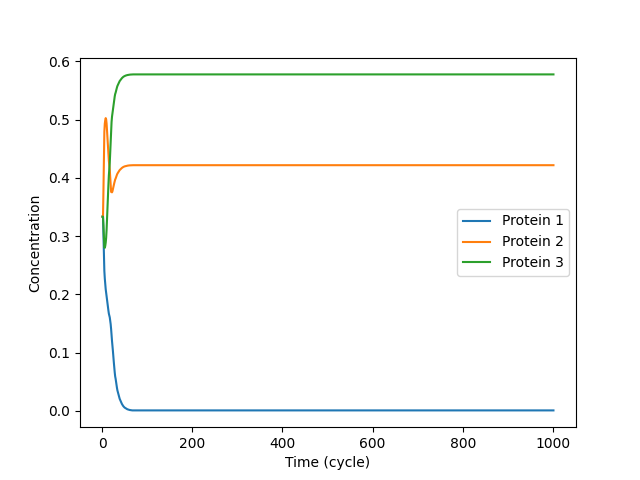 0.6
0.5
0.4
0.3
0.2
0.1
0.0
Concentration
Protein 1
Protein 2
Protein 3
0
200
400
600
800
1000
Time (cycle)